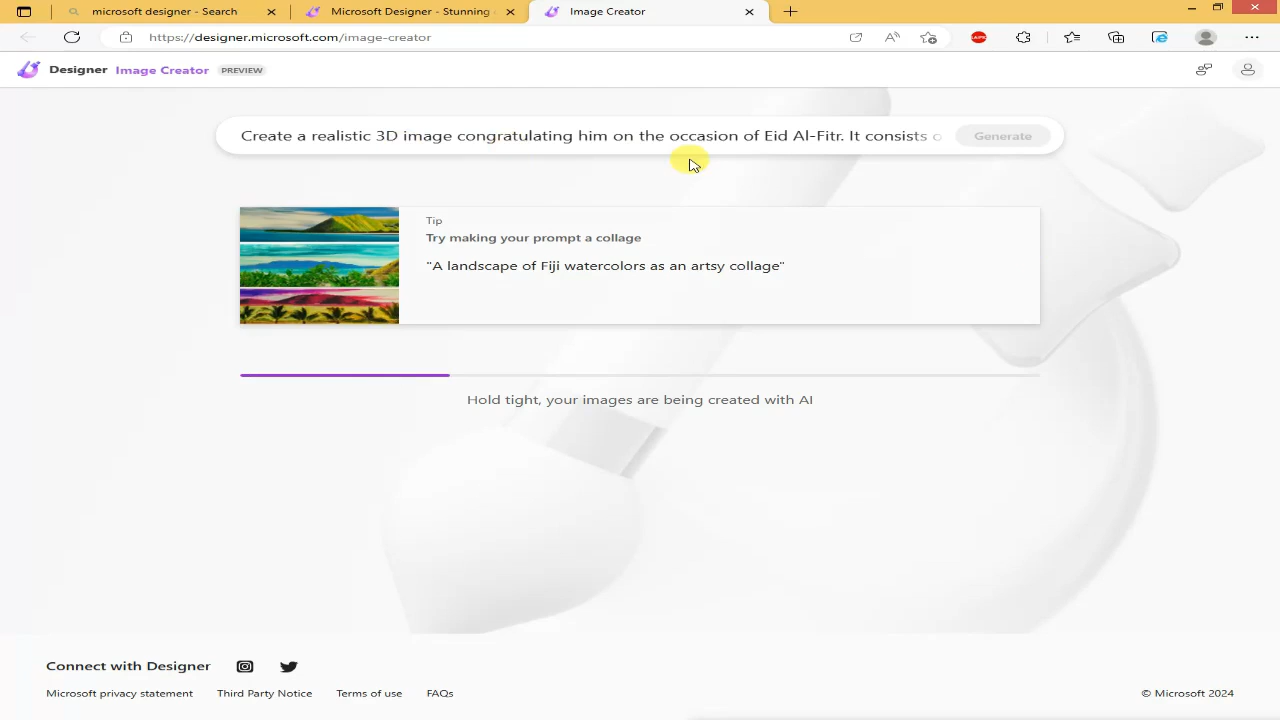 microsoft designer - Search
Microsoft Designer - Stunning
Image Creator
https://designer.microsoft.com/image-creator
Designer Image Creator PREVIEW
Create a realistic 3D image congratulating him on the occasion of Eid Al-Fitr. It consists o
Generate
Tip
Try making your prompt a collage
"A landscape of Fiji watercolors as an artsy collage"
Hold tight, your images are being created with AI
Connect with Designer
Microsoft privacy statement Third Party Notice Terms of use FAQs
© Microsoft 2024